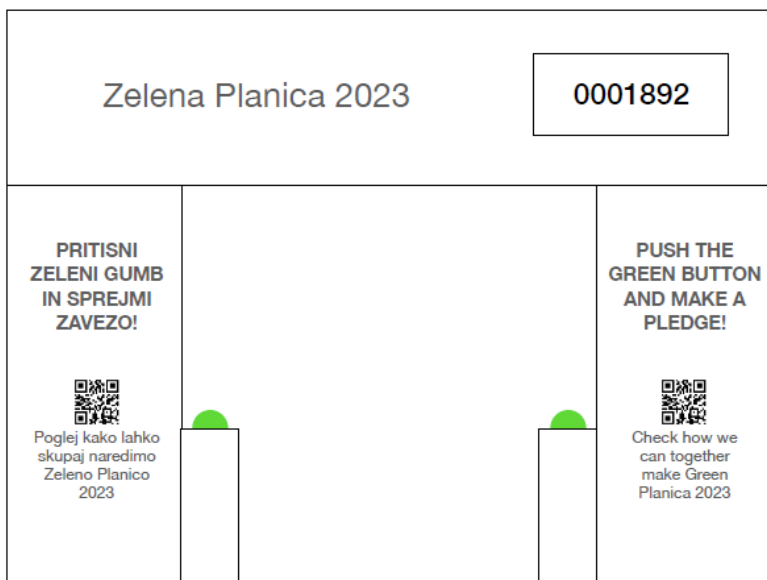 Zelena Planica 2023
0001892
PRITISNI
ZELENI GUMB
IN SPREJMI
ZAVEZO!
Poglej kako lahko
skupaj naredimo
Zeleno Planico
2023
PUSH THE
GREEN BUTTON
AND MAKE A
PLEDGE!
Check how we
can together
make Green
Planica 2023